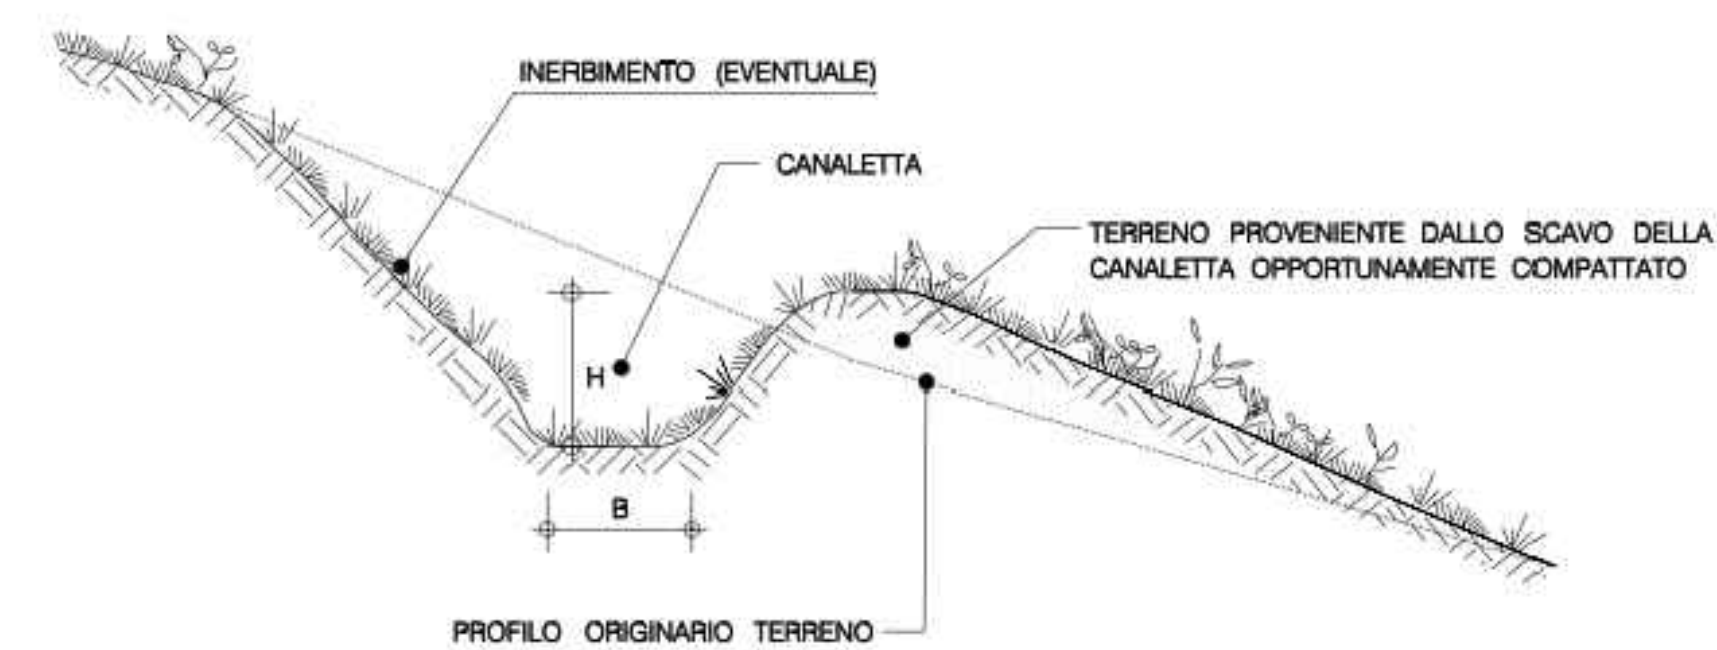 INERBIMENTO (EVENTUALE)
CANALETTA
TERRENO PROVENIENTE DALLO SCAVO DELLA
CANALETTA OPPORTUNAMENTE COMPATTATO
H
B
PROFILO ORIGINARIO TERRENO